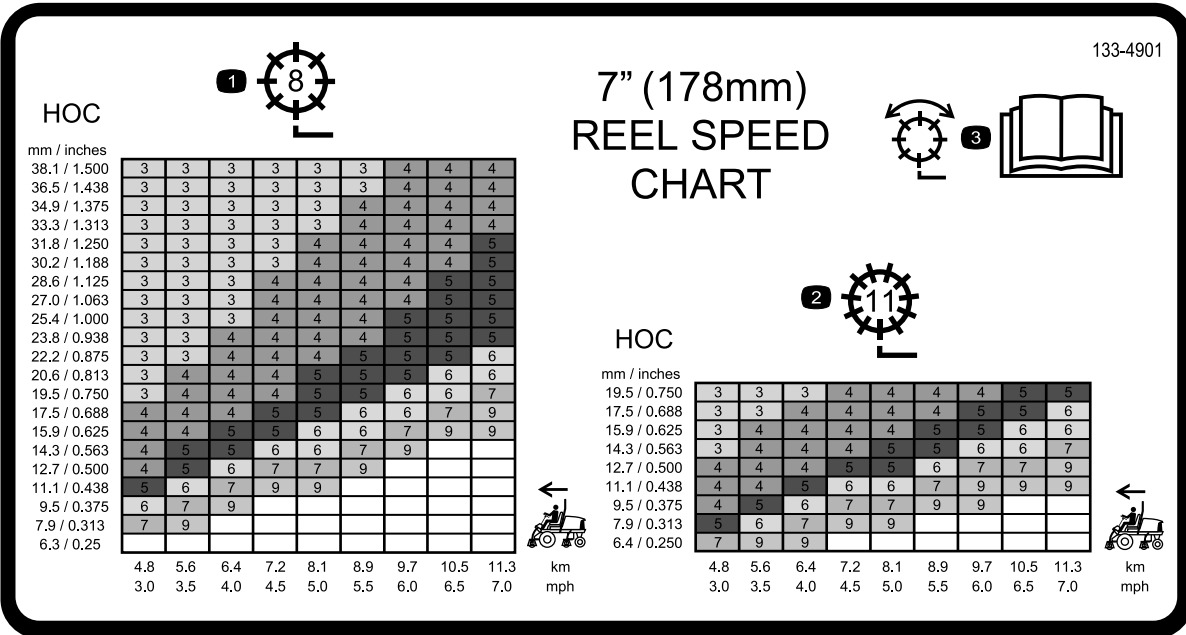 133-4901
7” (178mm)
REEL SPEED
CHART
1
8
HOC
mm / inches
38.1 / 1.500 3 3 3 3 3 3 4 4 4
36.5 / 1.438 3 3 3 3 3 3 4 4 4
34.9 / 1.375 3 3 3 3 3 4 4 4 4
33.3 / 1.313 3 3 3 3 3 4 4 4 4
31.8 / 1.250 3 3 3 3 4 4 4 4 5
30.2 / 1.188 3 3 3 3 4 4 4 4 5
28.6 / 1.125 3 3 3 4 4 4 4 5 5
27.0 / 1.063 3 3 3 4 4 4 4 5 5
25.4 / 1.000 3 3 3 4 4 4 5 5 5
23.8 / 0.938 3 3 4 4 4 4 5 5 5
22.2 / 0.875 3 3 4 4 4 5 5 5 6
20.6 / 0.813 3 4 4 4 5 5 5 6 6
19.5 / 0.750 3 4 4 4 5 5 6 6 7
17.5 / 0.688 4 4 4 5 5 6 6 7 9
15.9 / 0.625 4 4 5 5 6 6 7 9 9
14.3 / 0.563 4 5 5 6 6 7 9
12.7 / 0.500 4 5 6 7 7 9
11.1 / 0.438 5 6 7 9 9
9.5 / 0.375 6 7 9
7.9 / 0.313 7 9
6.3 / 0.25
4.8 5.6 6.4 7.2 8.1 8.9 9.7 10.5 11.3 km
3.0 3.5 4.0 4.5 5.0 5.5 6.0 6.5 7.0 mph
3
2
11
HOC
mm / inches
19.5 / 0.750 3 3 3 4 4 4 4 5 5
17.5 / 0.688 3 3 4 4 4 4 5 5 6
15.9 / 0.625 3 4 4 4 4 5 5 6 6
14.3 / 0.563 3 4 4 4 5 5 6 6 7
12.7 / 0.500 4 4 4 5 5 6 7 7 9
11.1 / 0.438 4 4 5 6 6 7 9 9 9
9.5 / 0.375 4 5 6 7 7 9 9
7.9 / 0.313 5 6 7 9 9
6.4 / 0.250 7 9 9
4.8 5.6 6.4 7.2 8.1 8.9 9.7 10.5 11.3 km
3.0 3.5 4.0 4.5 5.0 5.5 6.0 6.5 7.0 mph